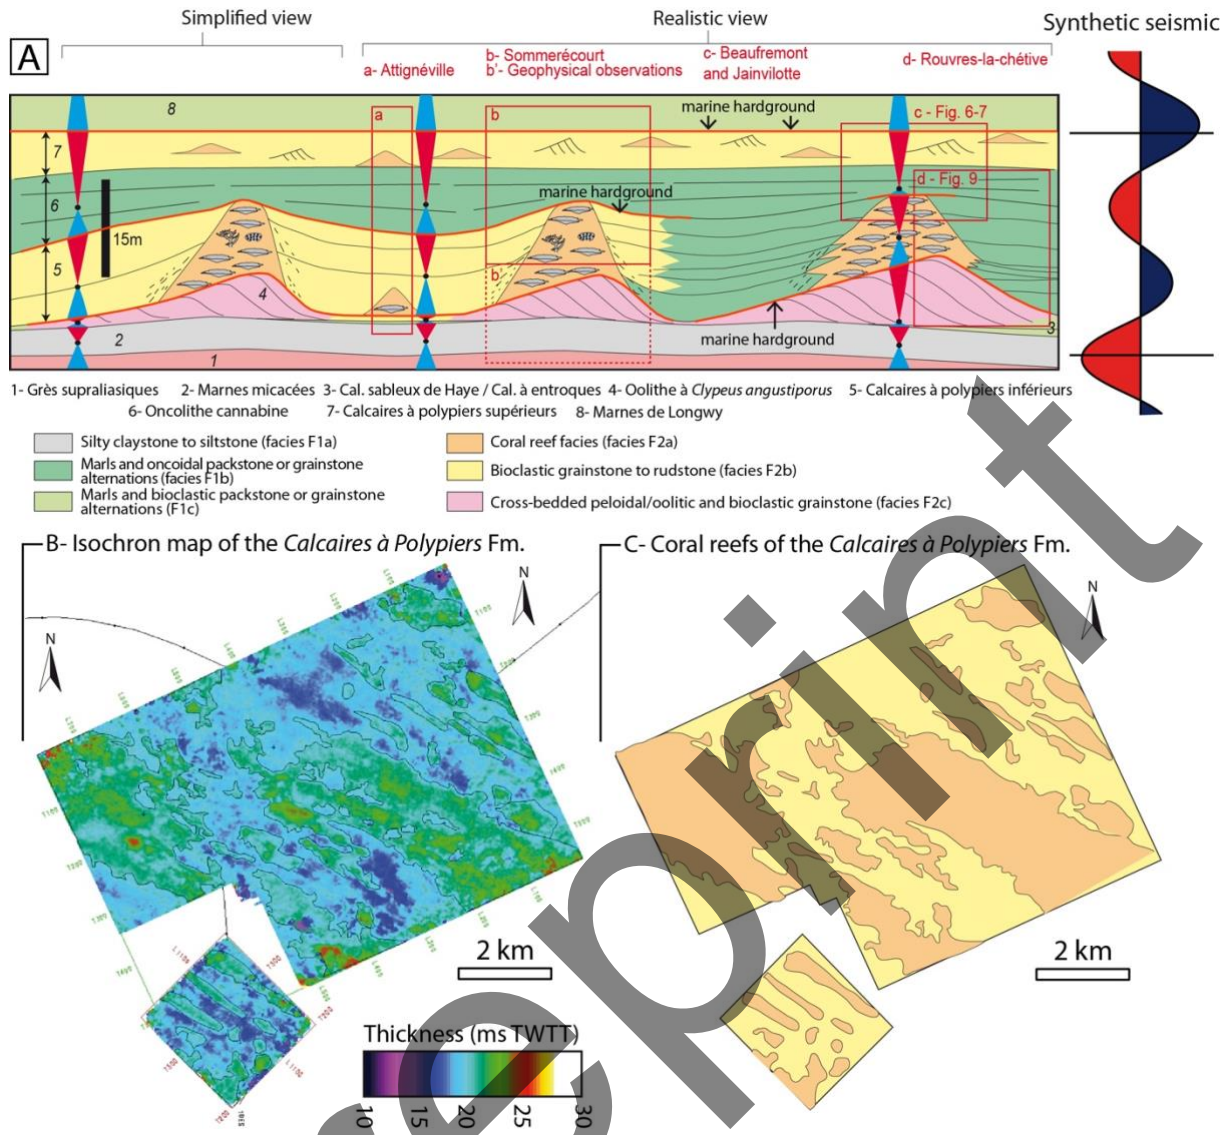 Simplified view
Realistic view
Synthetic seismic
A
a- Attignéville
b- Sommerécourt
b'- Geophysical observations
c- Beaufremont
and Jainvilotte
d- Rouvres-la-chétive
8
a
b
marine hardground
c - Fig. 6-7
7
6
15m
marine hardground
d - Fig. 9
5
b'
4
2
marine hardground
3
1
1- Grès supraliasiques 2- Marnes micacées 3- Cal. sableux de Haye / Cal. à entroques 4- Oolithe à Clypeus angustiporus 5- Calcaires à polypiers inférieurs
6- Oncolithe cannabine 7- Calcaires à polypiers supérieurs 8- Marnes de Longwy
Silty claystone to siltstone (facies F1a)
Marls and oncoidal packstone or grainstone
alternations (facies F1b)
Marls and bioclastic packstone or grainstone
alternations (F1c)
Coral reef facies (facies F2a)
Bioclastic grainstone to rudstone (facies F2b)
Cross-bedded peloidal/oolitic and bioclastic grainstone (facies F2c)
B- Isochron map of the Calcaires à Polypiers Fm.
C- Coral reefs of the Calcaires à Polypiers Fm.
N
N
N
2 km
2 km
Thickness (ms TWTT)
10
15
20
25
30
eprint